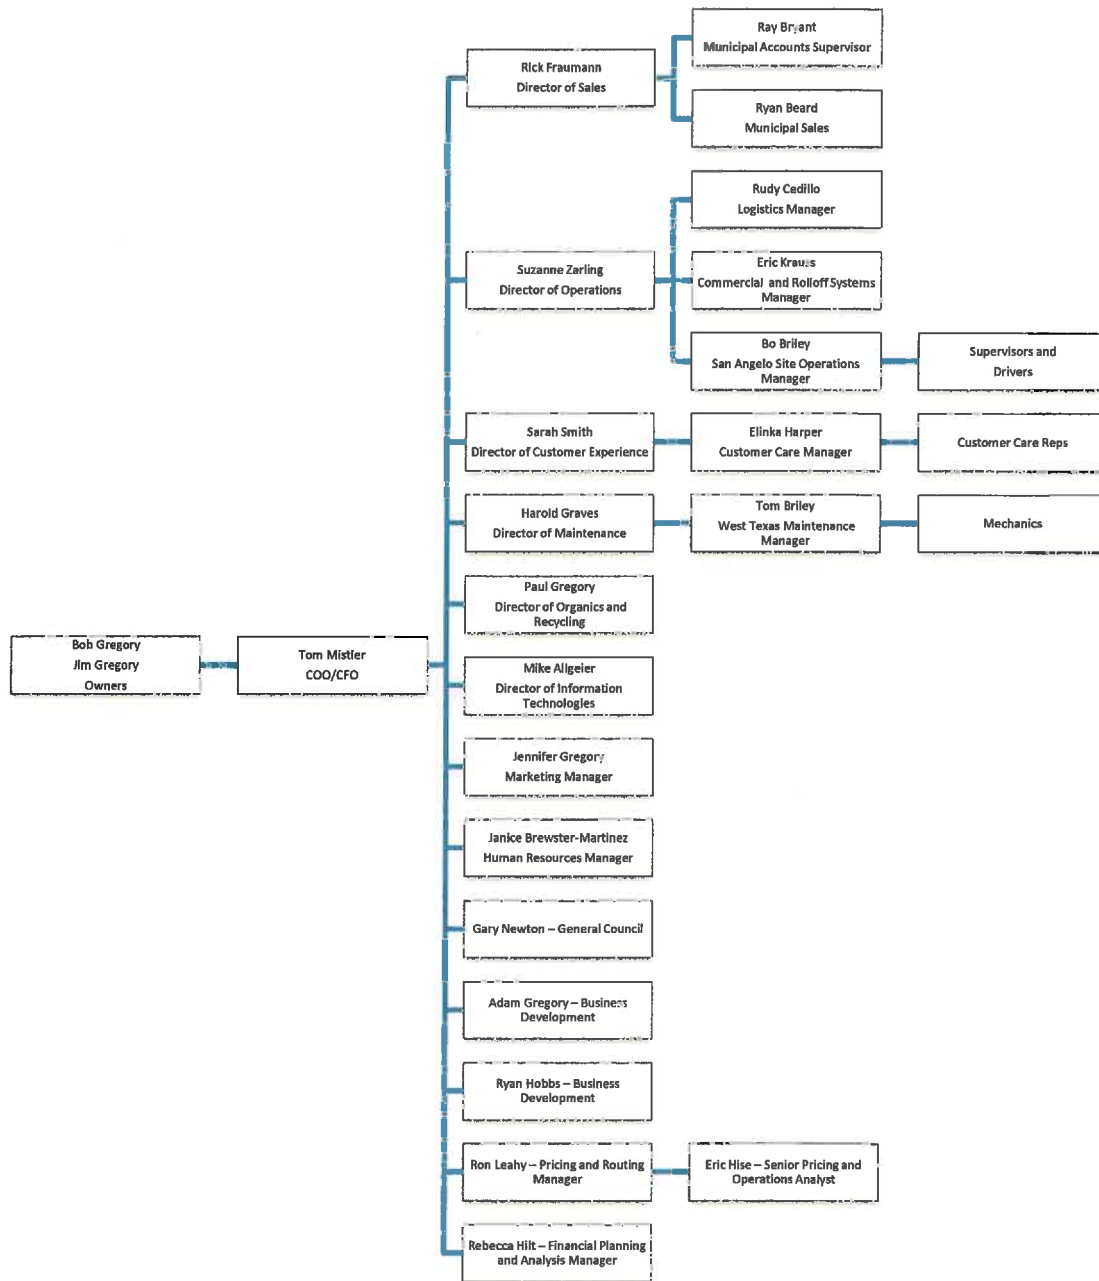 Ray Bryant
Municipal Accounts Supervisor
Rick Fraumann
Director of Sales
Ryan Beard
Municipal Sales
Rudy Cedillo
Logistics Manager
Suzanne Zarling
Director of Operations
Eric Krauss
Commercial and Rolloff Systems
Manager
Bo Briley
San Angelo Site Operations
Manager
Supervisors and
Drivers
Sarah Smith
Director of Customer Experience
Elinka Harper
Customer Care Manager
Customer Care Reps
Harold Graves
Director of Maintenance
Tom Briley
West Texas Maintenance
Manager
Mechanics
Paul Gregory
Director of Organics and
Recycling
Bob Gregory
Jim Gregory
Owners
Tom Mistler
COO/CFO
Mike Allgeier
Director of Information
Technologies
Jennifer Gregory
Marketing Manager
Janice Brewster-Martinez
Human Resources Manager
Gary Newton – General Council
Adam Gregory – Business
Development
Ryan Hobbs – Business
Development
Ron Leahy – Pricing and Routing
Manager
Eric Hise – Senior Pricing and
Operations Analyst
Rebecca Hilt – Financial Planning
and Analysis Manager